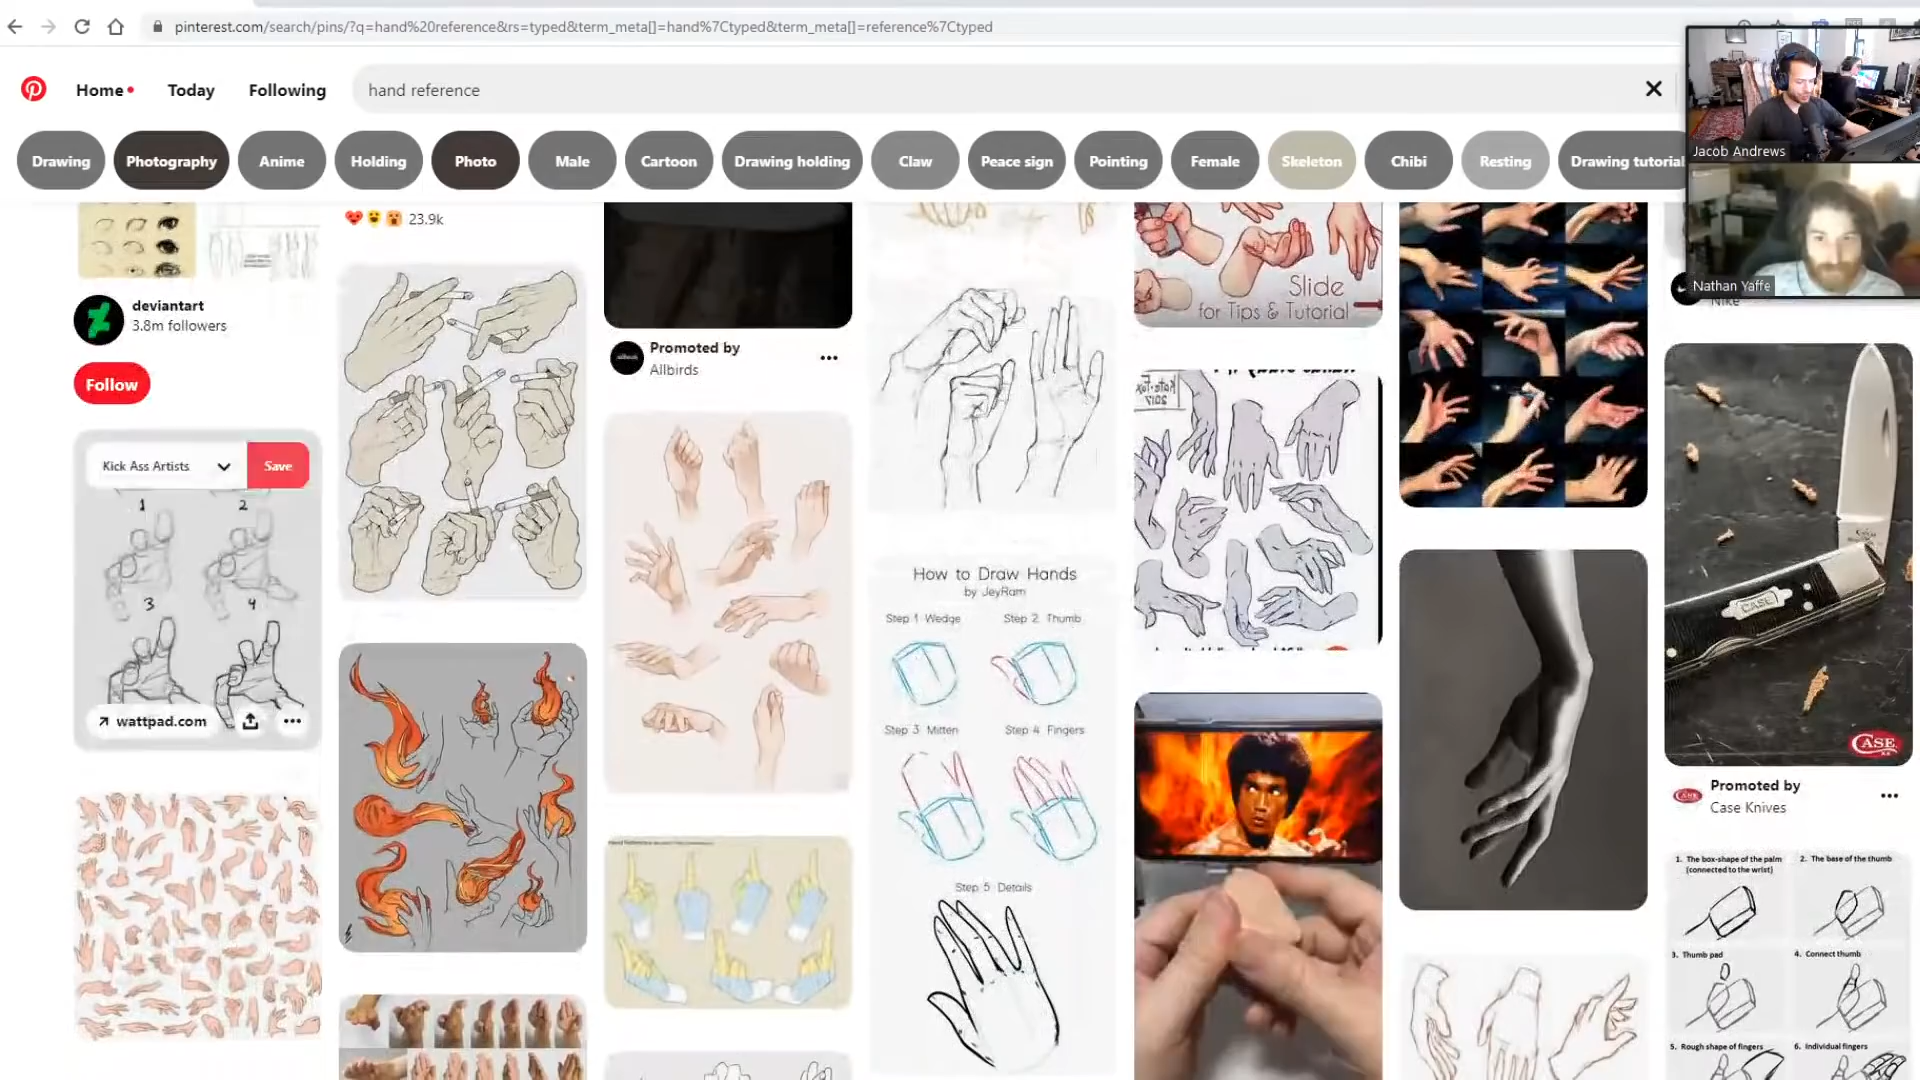 pinterest.com/search/pins/?q=hand%20reference&rs=typed&term_meta[]=hand%7Ctyped&term_meta[]=reference%7Ctyped
Home
Today
Following
hand reference
Drawing
Photography
Anime
Holding
Photo
Male
Cartoon
Drawing holding
Claw
Peace sign
Pointing
Female
Skeleton
Chibi
Resting
Drawing tutorial
Jacob Andrews
Nathan Yaffe
Nike
23.9k
deviantart
3.8m followers
Follow
Kick Ass Artists
Save
1
2
3
4
wattpad.com
Promoted by
Allbirds
How to Draw Hands
by JeyRam
Step 1 Wedge
Step 2 Thumb
Step 3 Mitten
Step 4 Fingers
Step 5 Details
Slide
for Tips & Tutorial
2017
CASE
CASE
Promoted by
Case Knives
1. The box-shape of the palm
(connected to the wrist)
2. The base of the thumb
3. Thumb pad
4. Connect thumb
5. Rough shape of fingers
6. Individual fingers